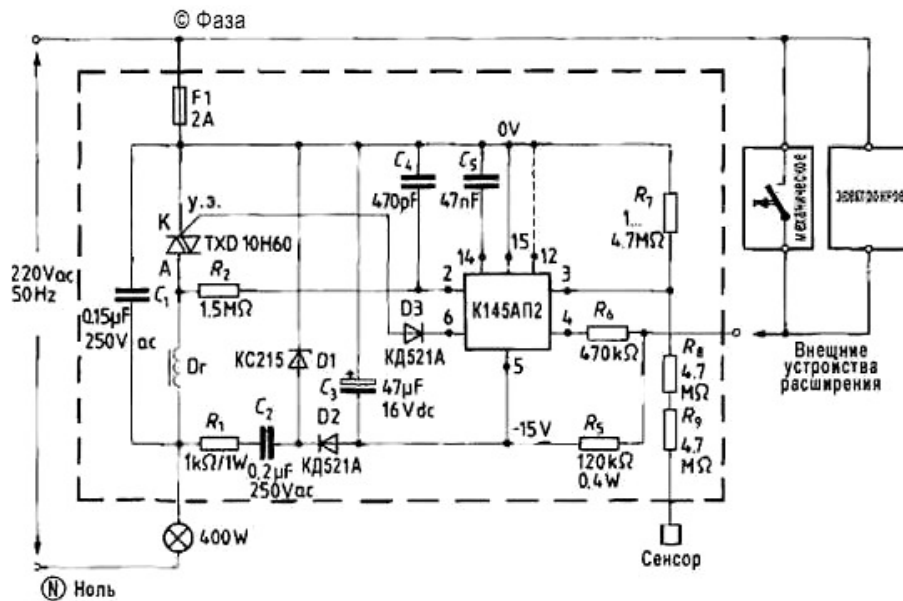 © Фаза
F1
2A
0V
C4
470pF
C5
47nF
R7
1...
4.7MΩ
механическое
электронное
У.Э.
K
TXD 10H60
A
14
15
12
220Vac
50Hz
C1
0.15μF
250V ac
R2
1.5MΩ
2
3
К145АП2
D3
КД521А
6
4
R6
470kΩ
5
Внещние
устройства
расширения
Dr
КС215
D1
C3
47μF
16Vdc
R8
4.7
MΩ
R1
1kΩ/1W
C2
0.2μF
250Vac
D2
КД521А
-15V
R5
120kΩ
0.4W
R9
4.7
MΩ
400W
Сенсор
N Ноль